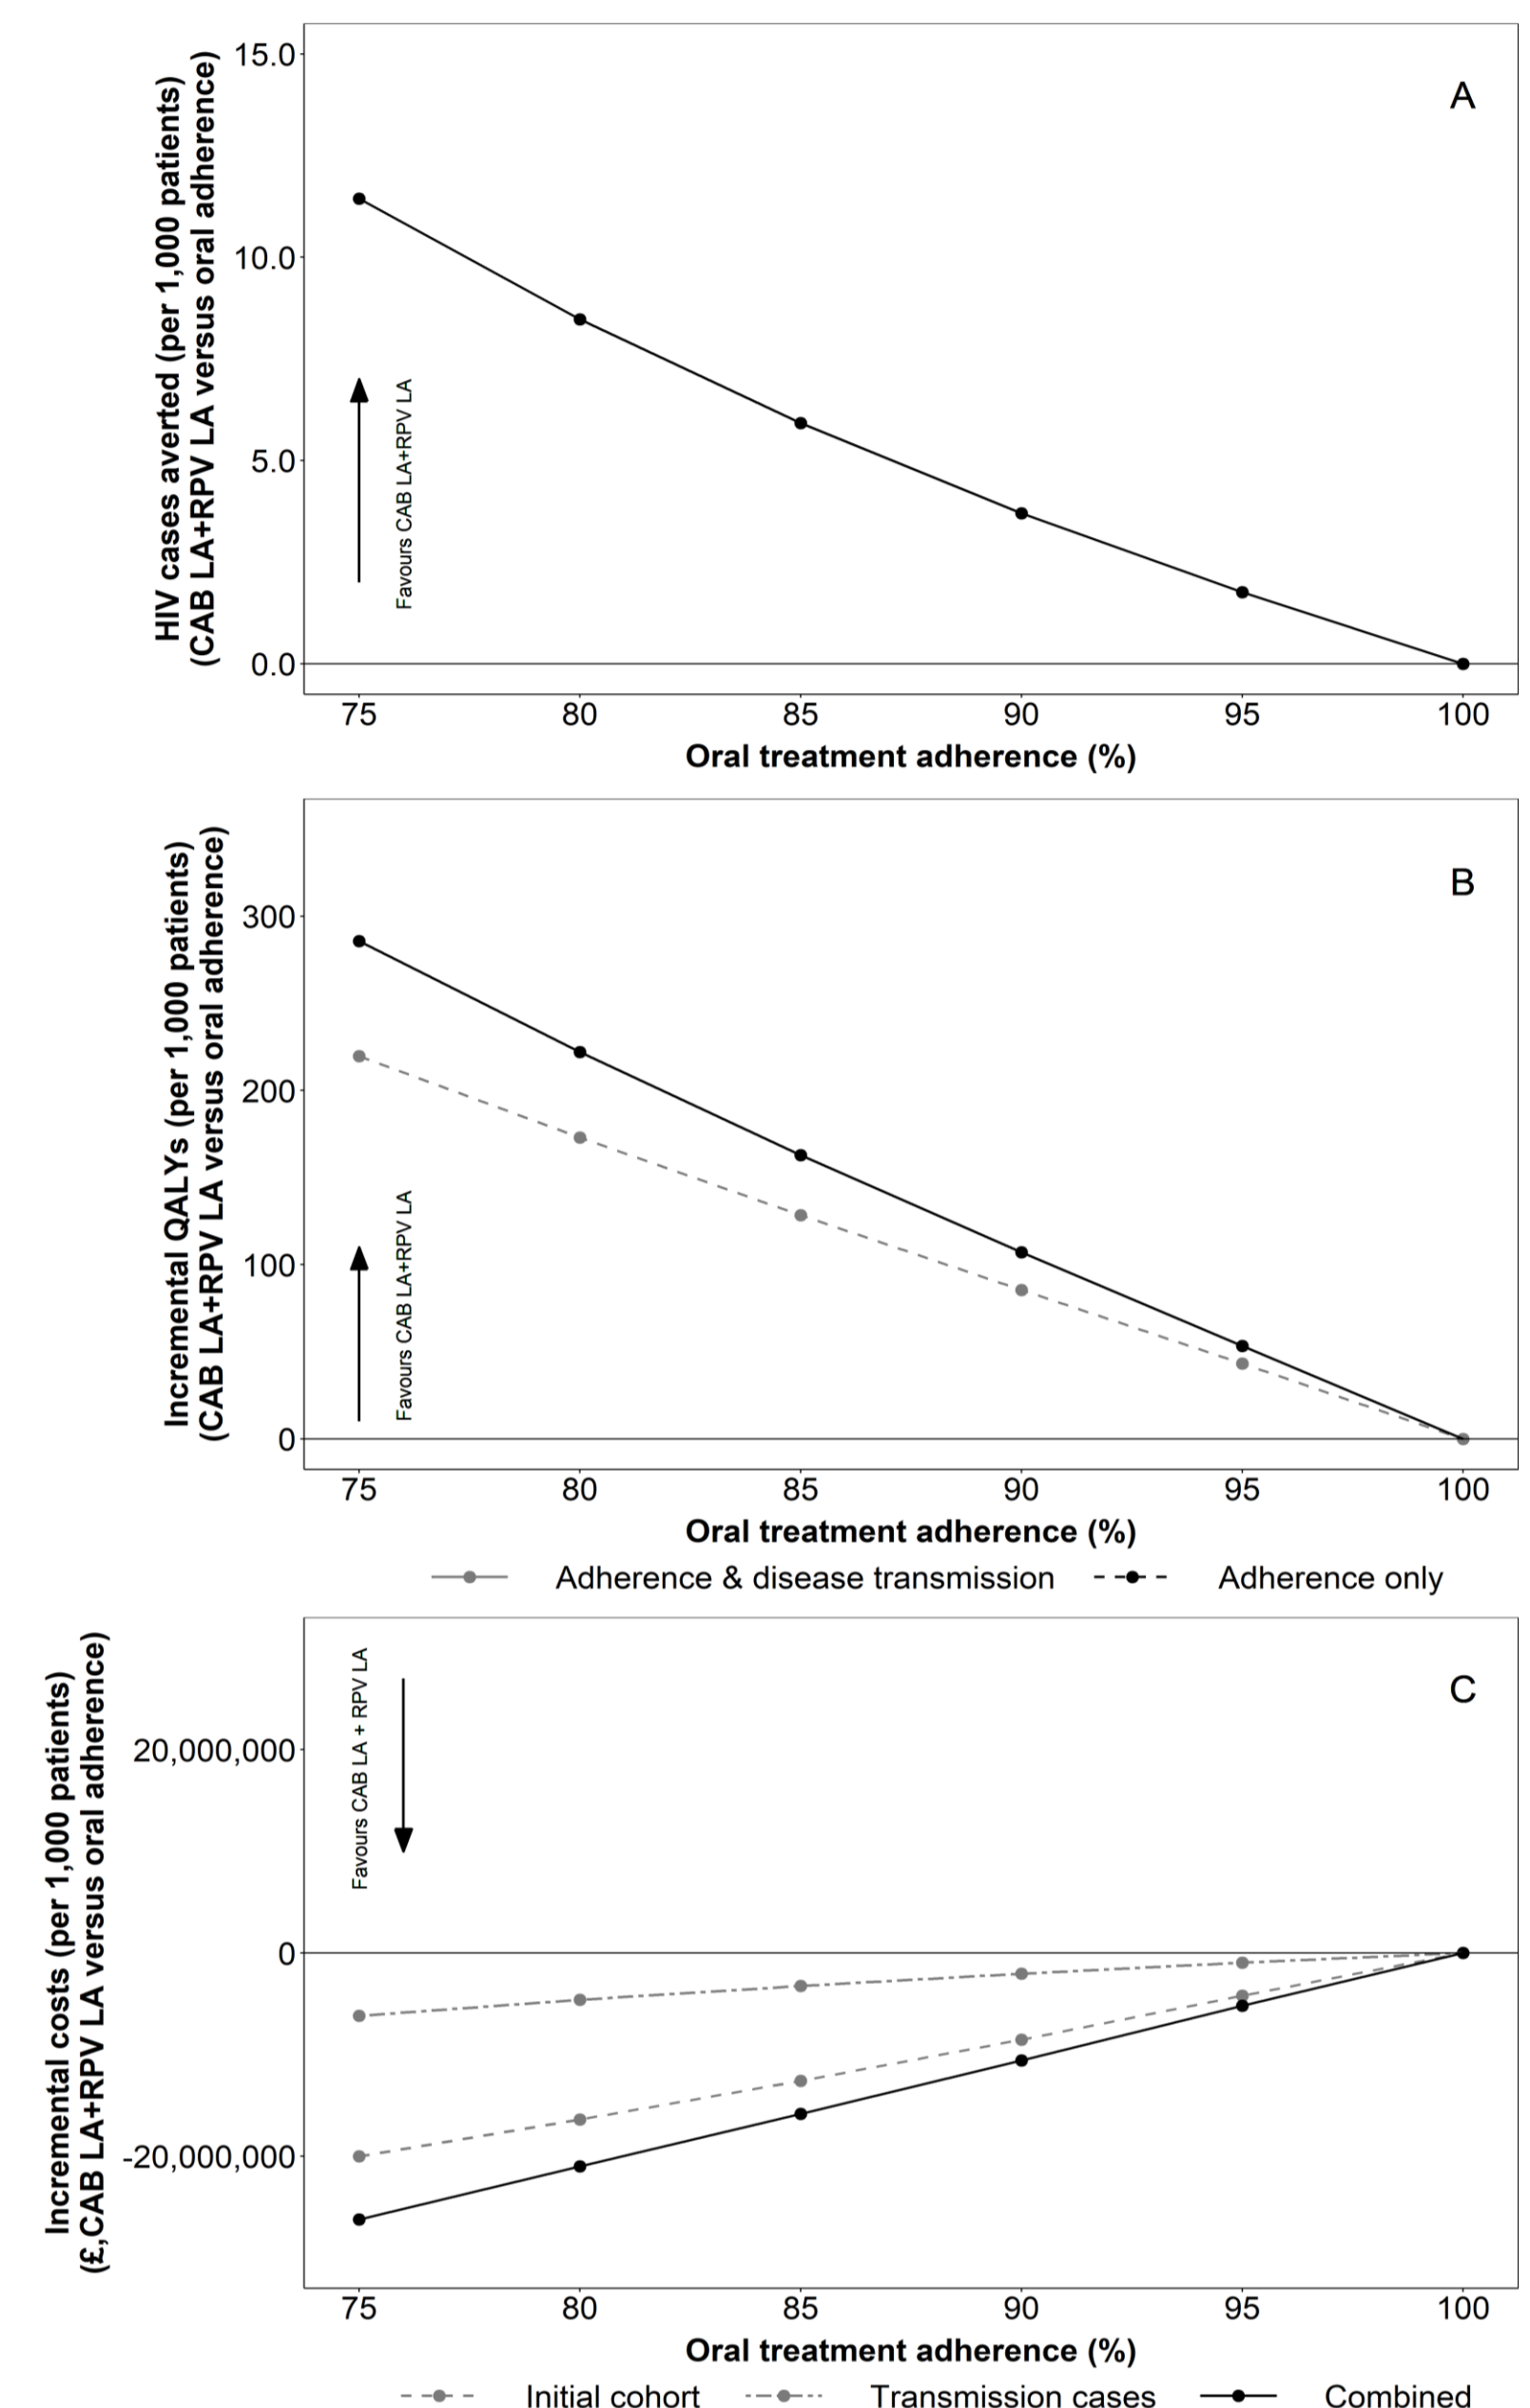 HIV cases averted (per 1,000 patients)
(CAB LA+RPV LA versus oral adherence)
15.0
10.0
5.0
0.0
A
Favours CAB LA+RPV LA
75 80 85 90 95 100
Oral treatment adherence (%)
Incremental QALYs (per 1,000 patients)
(CAB LA+RPV LA versus oral adherence)
300
200
100
0
B
Favours CAB LA+RPV LA
75 80 85 90 95 100
Oral treatment adherence (%)
Adherence & disease transmission Adherence only
Incremental costs (per 1,000 patients)
(£,CAB LA+RPV LA versus oral adherence)
20,000,000
0
-20,000,000
C
Favours CAB LA + RPV LA
75 80 85 90 95 100
Oral treatment adherence (%)
Initial cohort Transmission cases Combined